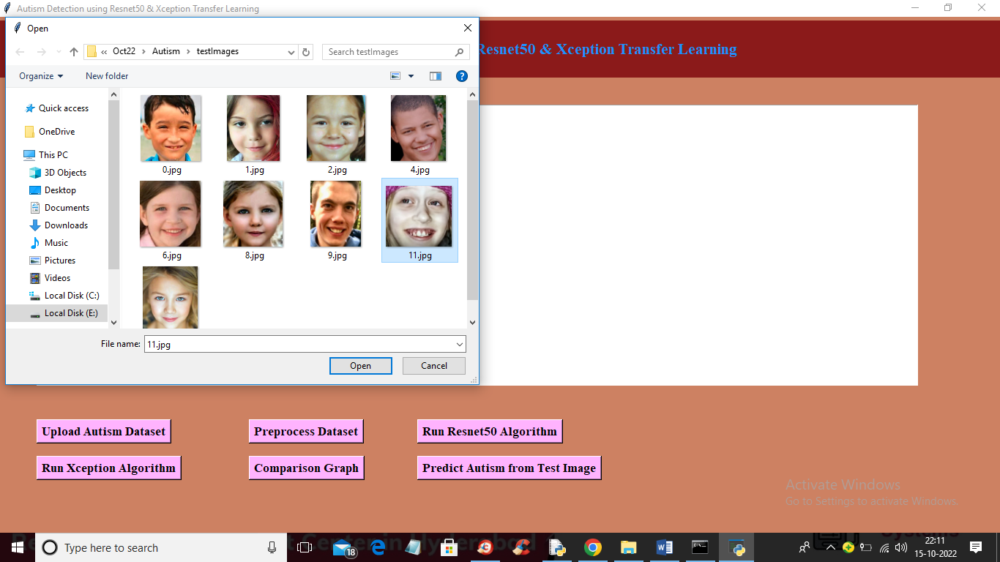 Autism Detection using Resnet50 & Xception Transfer Learning
Open
Resnet50 & Xception Transfer Learning
« Oct22 > Autism > testImages
Search testImages
Organize
New folder
Quick access
OneDrive
This PC
3D Objects
Desktop
Documents
Downloads
Music
Pictures
Videos
Local Disk (C:)
Local Disk (E:)
0.jpg
1.jpg
2.jpg
4.jpg
6.jpg
8.jpg
9.jpg
11.jpg
File name:
11.jpg
Open
Cancel
Upload Autism Dataset
Preprocess Dataset
Run Resnet50 Algorithm
Run Xception Algorithm
Comparison Graph
Predict Autism from Test Image
Activate Windows
Go to Settings to activate Windows.
Type here to search
18
Systems
22:11
15-10-2022